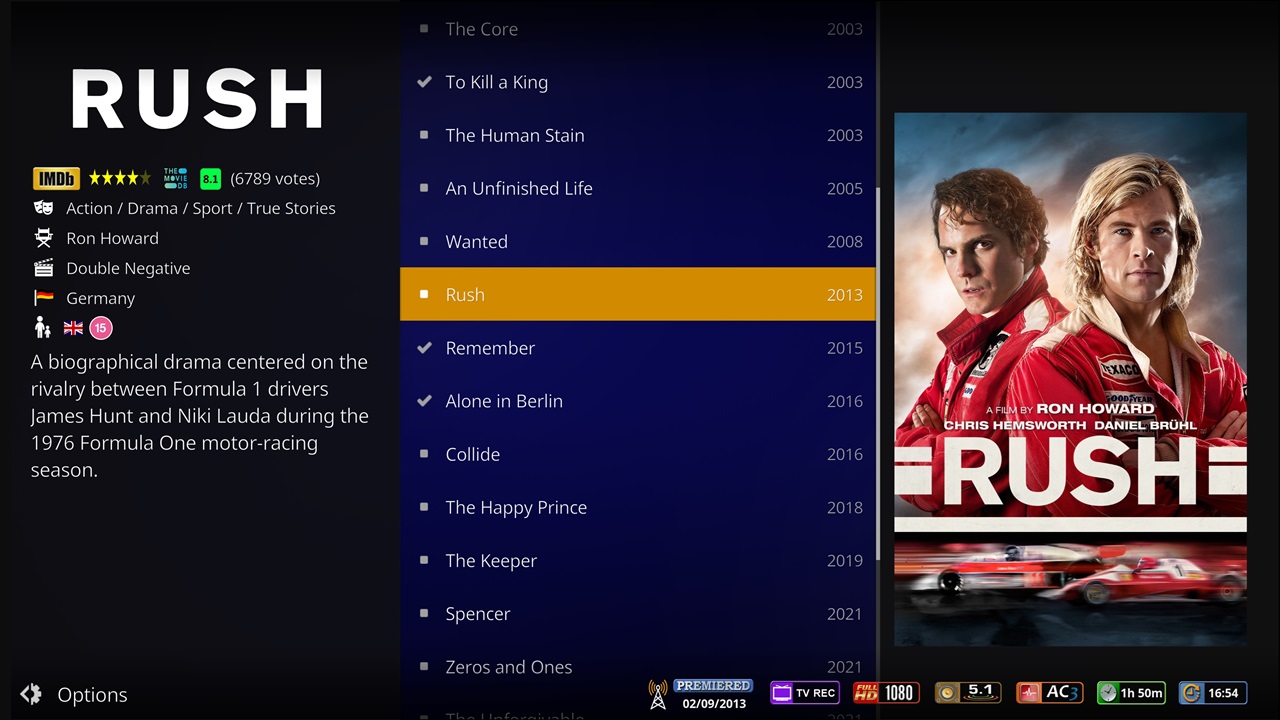 RUSH
IMDb THE MOVIE DB 8.1 (6789 votes)
Action / Drama / Sport / True Stories
Ron Howard
Double Negative
Germany
15
A biographical drama centered on the
rivalry between Formula 1 drivers
James Hunt and Niki Lauda during the
1976 Formula One motor-racing
season.
Options
The Core 2003
To Kill a King 2003
The Human Stain 2003
An Unfinished Life 2005
Wanted 2008
Rush 2013
Remember 2015
Alone in Berlin 2016
Collide 2016
The Happy Prince 2018
The Keeper 2019
Spencer 2021
Zeros and Ones 2021
The Unforgivable 2021
TEXACO
GOODYEAR
A FILM BY RON HOWARD
CHRIS HEMSWORTH DANIEL BRÜHL
RUSH
PREMIERED
02/09/2013
TV REC
FULL HD 1080
5.1
AC3
1h 50m
16:54